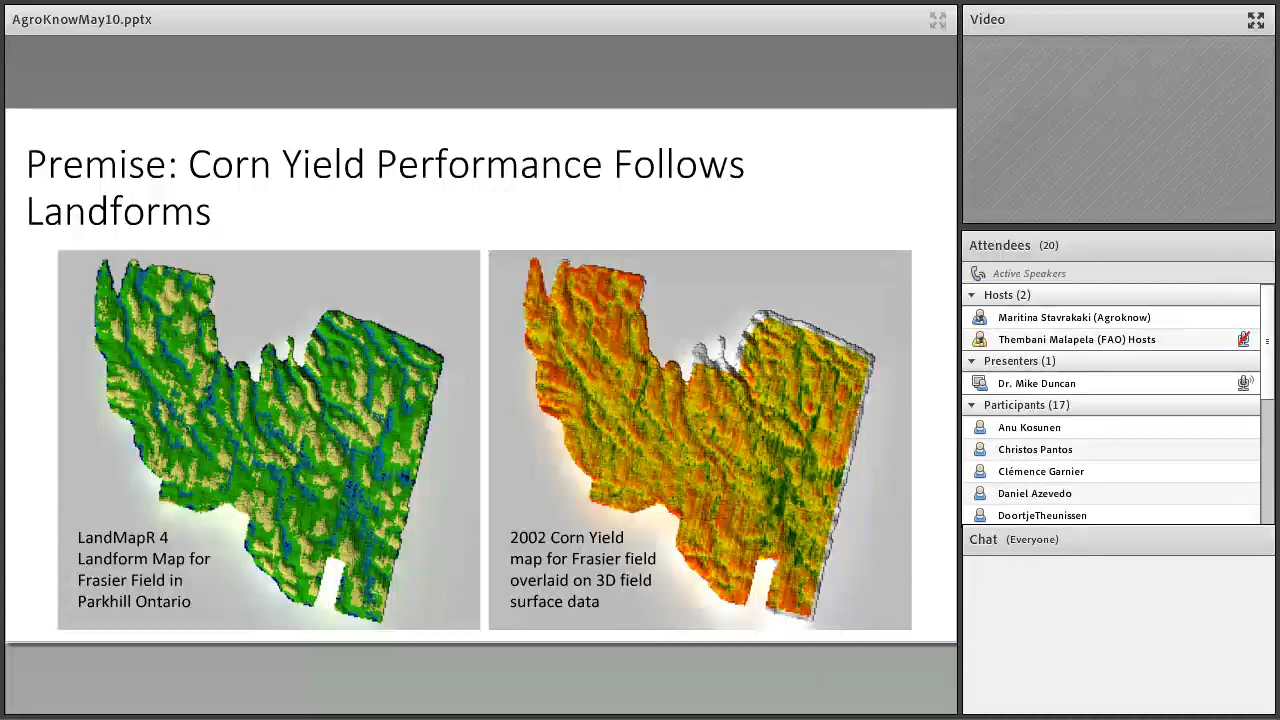 AgroKnowMay10.pptx
Premise: Corn Yield Performance Follows
Landforms
LandMapR 4
Landform Map for
Frasier Field in
Parkhill Ontario
2002 Corn Yield
map for Frasier field
overlaid on 3D field
surface data
Video
Attendees (20)
Active Speakers
Hosts (2)
Maritina Stavrakaki (Agroknow)
Thembani Malapela (FAO) Hosts
Presenters (1)
Dr. Mike Duncan
Participants (17)
Anu Kosunen
Christos Pantos
Clémence Garnier
Daniel Azevedo
DoortjeTheunissen
Chat (Everyone)